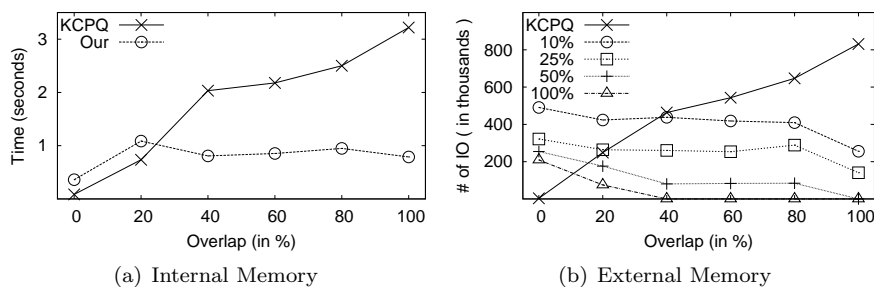 KCPQ
Our
3
2
1
Time (seconds)
0 20 40 60 80 100
Overlap (in %)
(a) Internal Memory
KCPQ
10%
25%
50%
100%
800
600
400
200
# of IO ( in thousands )
0 20 40 60 80 100
Overlap (in %)
(b) External Memory